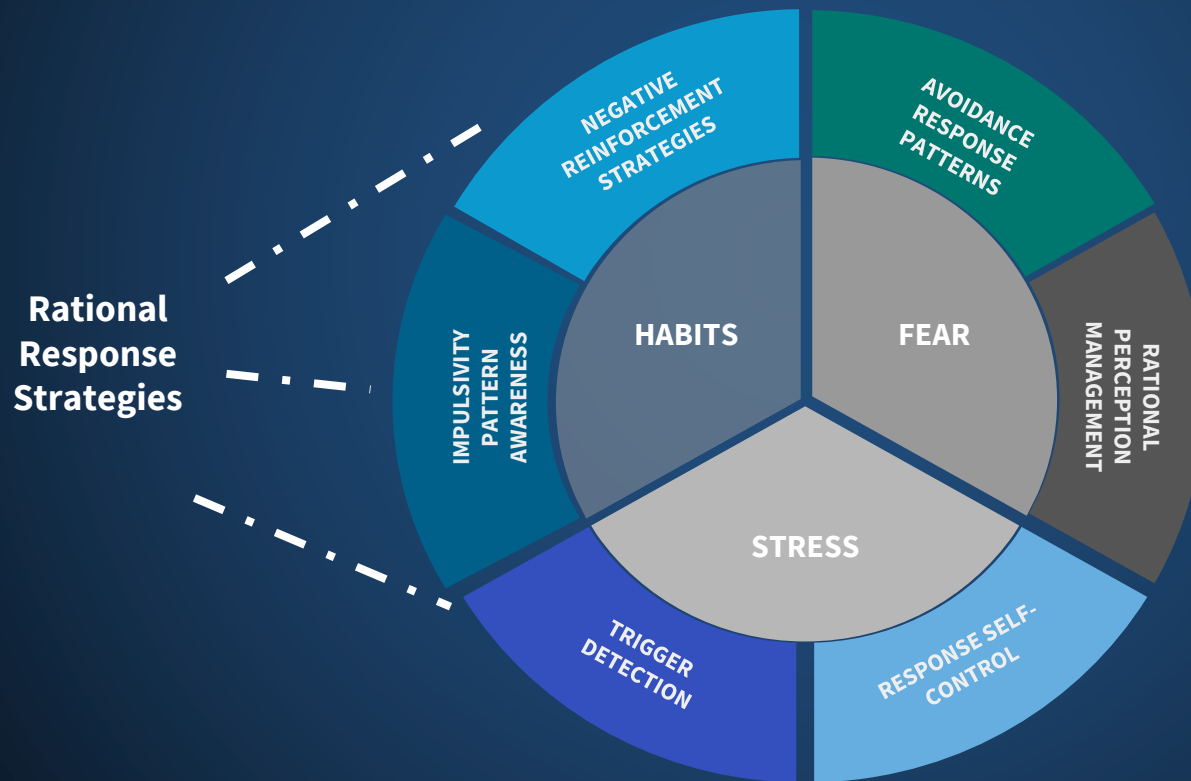 Rational
Response
Strategies
NEGATIVE
REINFORCEMENT
STRATEGIES
AVOIDANCE
RESPONSE
PATTERNS
IMPULSIVITY
PATTERN
AWARENESS
HABITS
FEAR
RATIONAL
PERCEPTION
MANAGEMENT
STRESS
TRIGGER
DETECTION
RESPONSE SELF-
CONTROL